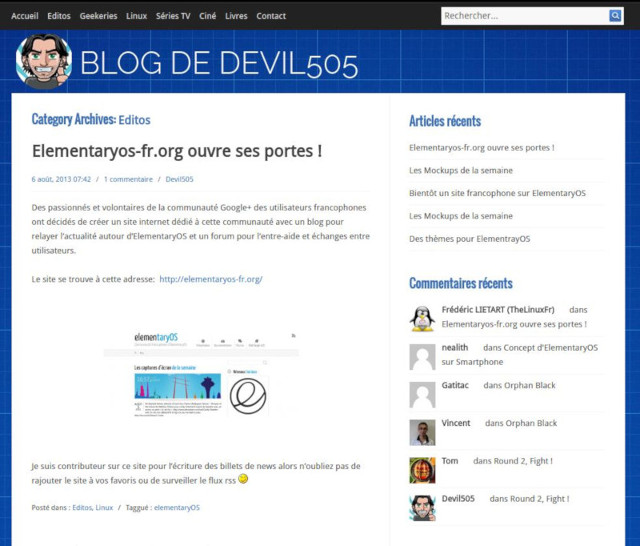 Accueil Editos Geekeries Linux Séries TV Ciné Livres Contact
Rechercher...
BLOG DE DEVIL505
Category Archives: Editos
Elementaryos-fr.org ouvre ses portes !
6 août, 2013 07:42 / 1 commentaire / Devil505
Des passionnés et volontaires de la communauté Google+ des utilisateurs francophones
ont décidés de créer un site internet dédié à cette communauté avec un blog pour
relayer l'actualité autour d'ElementaryOS et un forum pour l'entre-aide et échanges entre
utilisateurs.
Le site se trouve à cette adresse: http://elementaryos-fr.org/
elementaryOS
Les captures d'écran de la semaine
Je suis contributeur sur ce site pour l'écriture des billets de news alors n'oubliez pas de
rajouter le site à vos favoris ou de surveiller le flux rss
Posté dans : Editos, Linux / Taggué : elementaryOS
Articles récents
Elementaryos-fr.org ouvre ses portes !
Les Mockups de la semaine
Bientôt un site francophone sur ElementaryOS
Les Mockups de la semaine
Des thèmes pour ElementrayOS
Commentaires récents
Frédéric LIETART (TheLinuxFr) dans
Elementaryos-fr.org ouvre ses portes !
nealith dans Concept d'ElementaryOS
sur Smartphone
Gatitac dans Orphan Black
Vincent dans Orphan Black
Tom dans Round 2, Fight !
Devil505 dans Round 2, Fight !